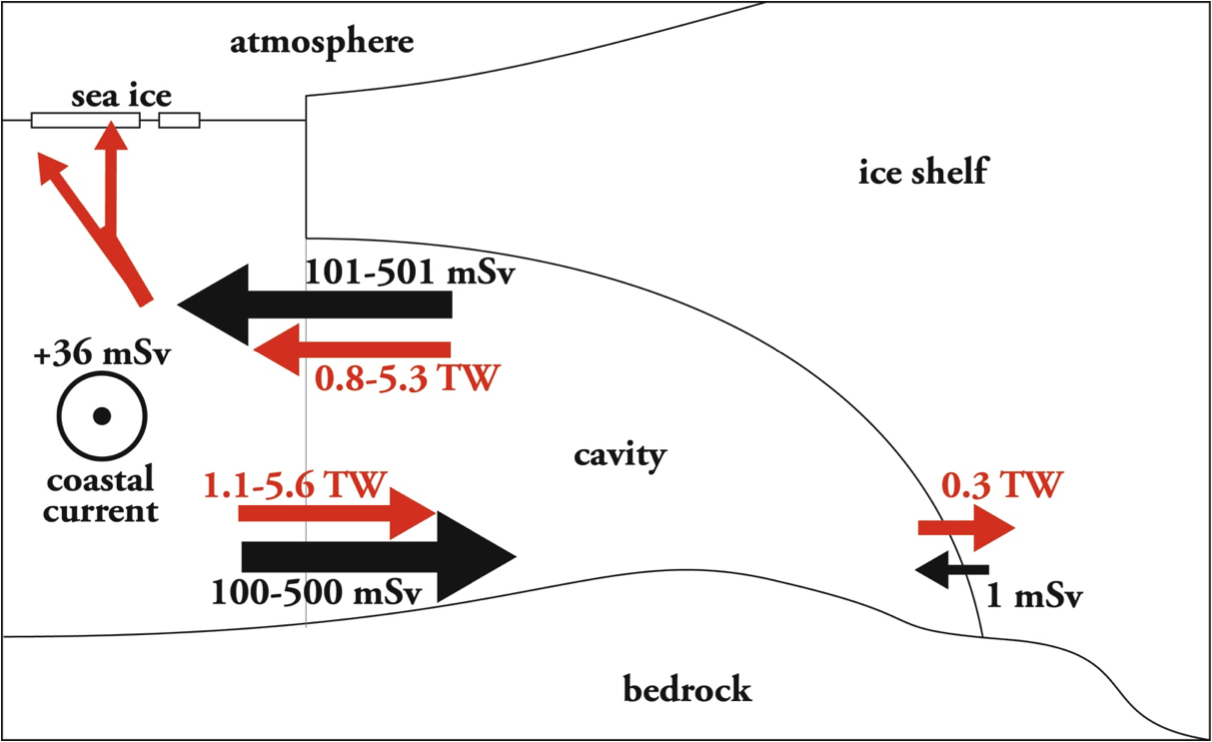 atmosphere
sea ice
ice shelf
101-501 mSv
+36 mSv
0.8-5.3 TW
coastal
current
cavity
1.1-5.6 TW
0.3 TW
100-500 mSv
1 mSv
bedrock